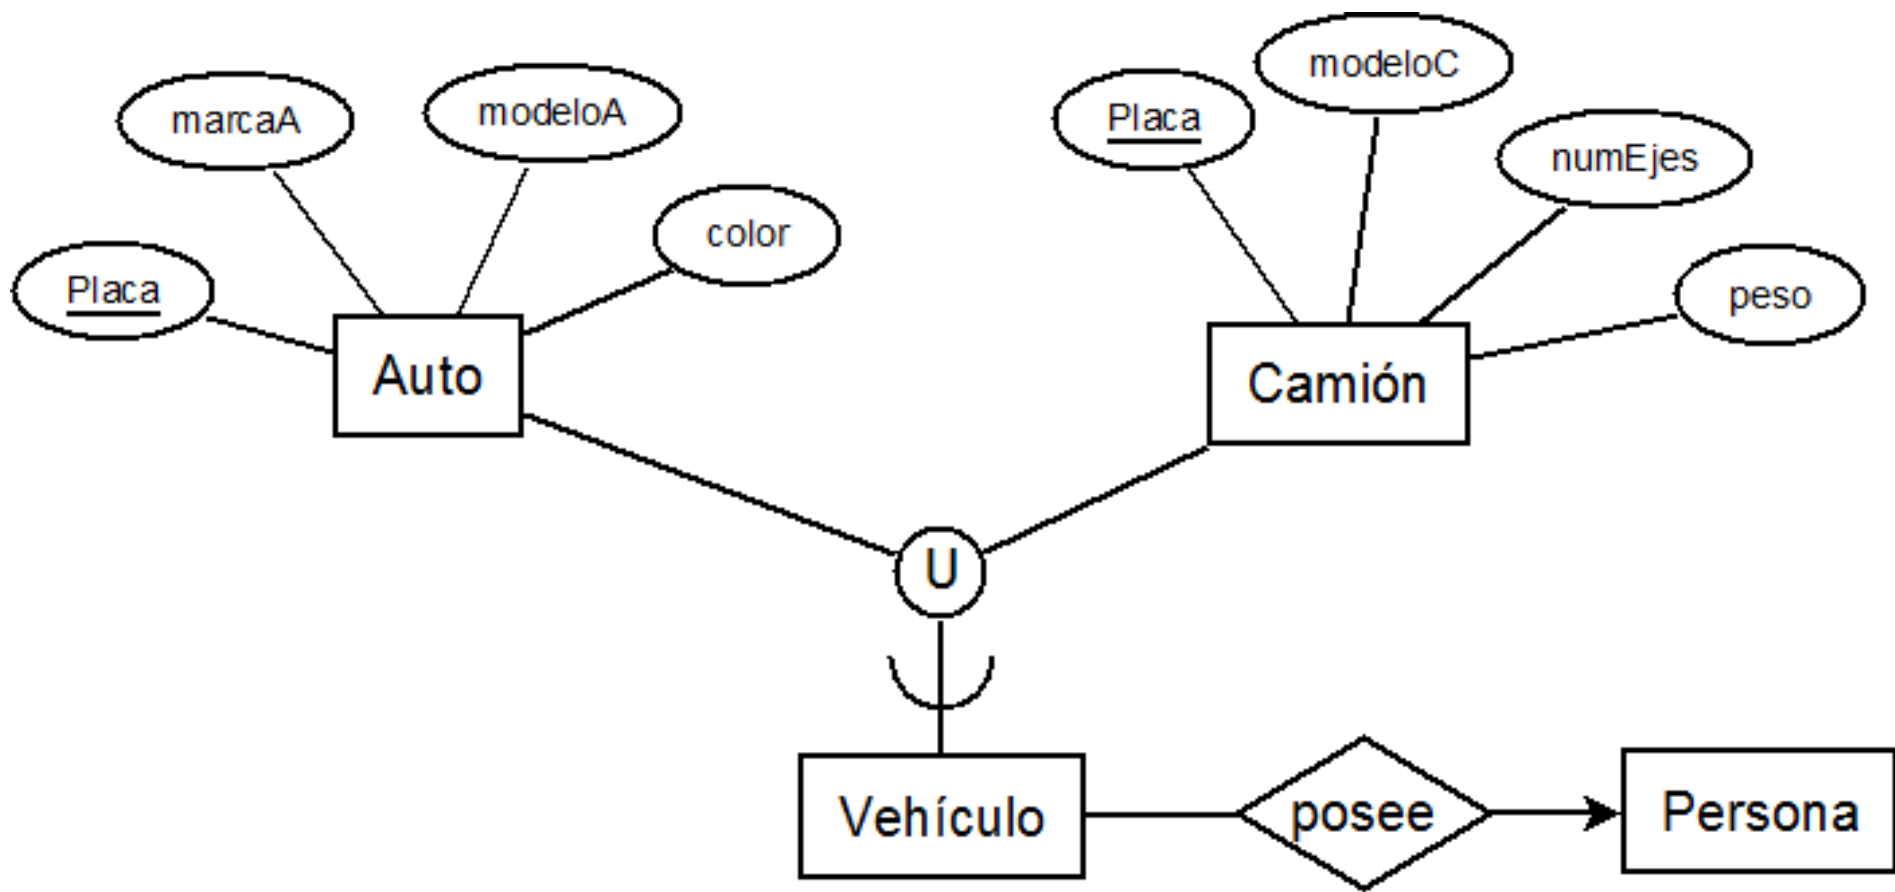 modeloC
marcaA
modeloA
Placa
numEjes
color
Placa
peso
Auto
Camión
U
Vehículo
posee
Persona